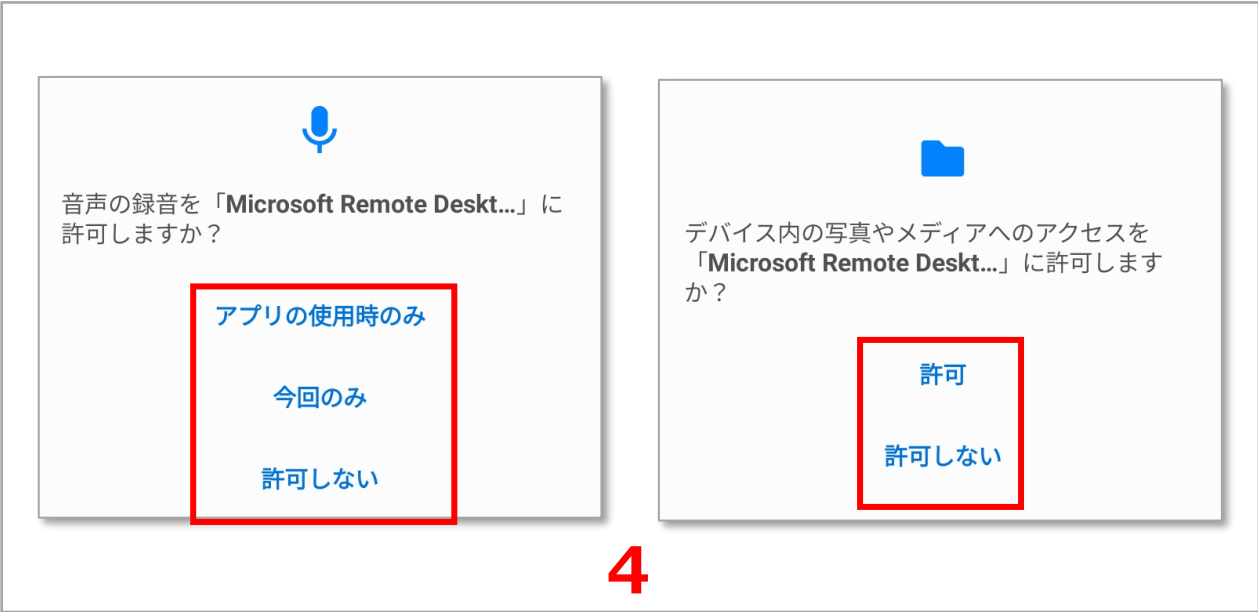 音声の録音を「Microsoft Remote Deskt...」に
許可しますか？
アプリの使用時のみ
今回のみ
許可しない
デバイス内の写真やメディアへのアクセスを
「Microsoft Remote Deskt...」に許可します
か？
許可
許可しない
4